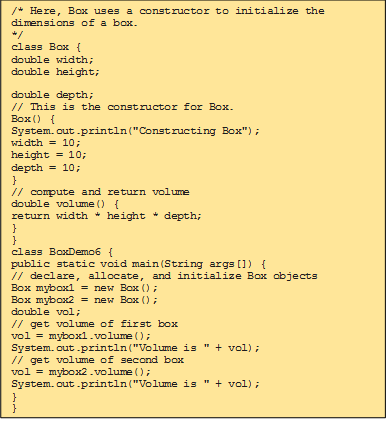 /* Here, Box uses a constructor to initialize the
dimensions of a box.
*/
class Box {
double width;
double height;
double depth;
// This is the constructor for Box.
Box() {
System.out.println("Constructing Box");
width = 10;
height = 10;
depth = 10;
}
// compute and return volume
double volume() {
return width * height * depth;
}
}
class BoxDemo6 {
public static void main(String args[]) {
// declare, allocate, and initialize Box objects
Box mybox1 = new Box();
Box mybox2 = new Box();
double vol;
// get volume of first box
vol = mybox1.volume();
System.out.println("Volume is " + vol);
// get volume of second box
vol = mybox2.volume();
System.out.println("Volume is " + vol);
}
}